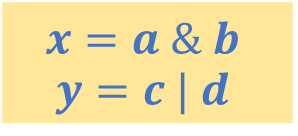 x = a & b
y = c | d